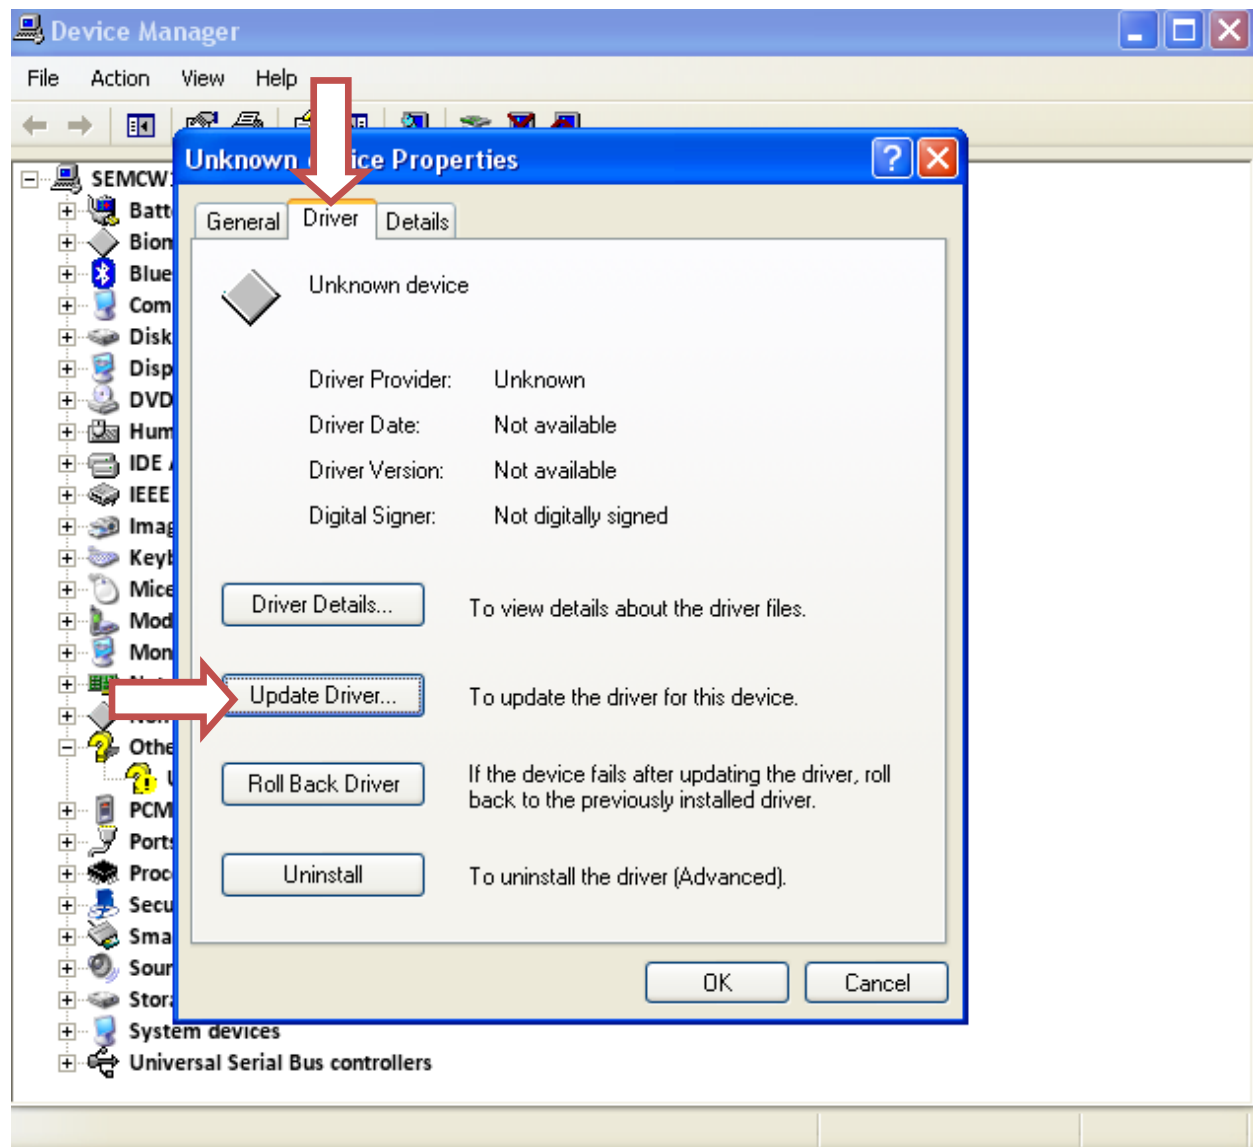 Device Manager
File Action View Help
Unknown ice Properties
SEMCW
General Driver Details
Batt
Biom
Blue
Com
Disk
Disp
DVD
Hum
IDE
IEEE
Imag
Keyb
Mice
Mod
Mon
Othe
PCM
Ports
Proc
Secu
Sma
Soun
Stora
System devices
Universal Serial Bus controllers
Unknown device
Driver Provider: Unknown
Driver Date: Not available
Driver Version: Not available
Digital Signer: Not digitally signed
Driver Details... To view details about the driver files.
Update Driver... To update the driver for this device.
Roll Back Driver If the device fails after updating the driver, roll
back to the previously installed driver.
Uninstall To uninstall the driver (Advanced).
OK Cancel